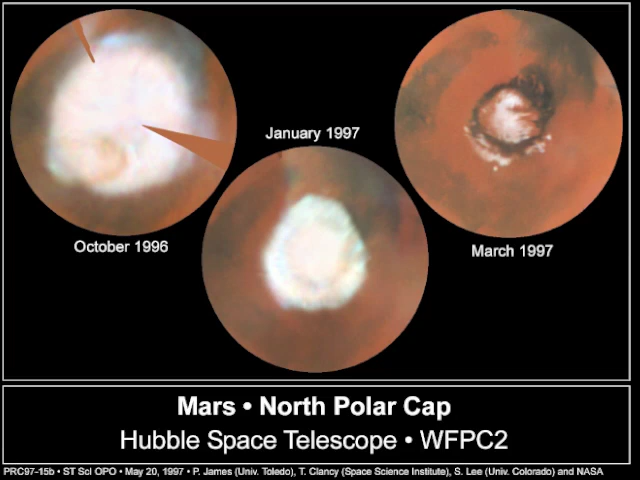 October 1996
January 1997
March 1997
Mars • North Polar Cap
Hubble Space Telescope • WFPC2
PRC97-15b • ST ScI OPO • May 20, 1997 • P. James (Univ. Toledo), T. Clancy (Space Science Institute), S. Lee (Univ. Colorado) and NASA